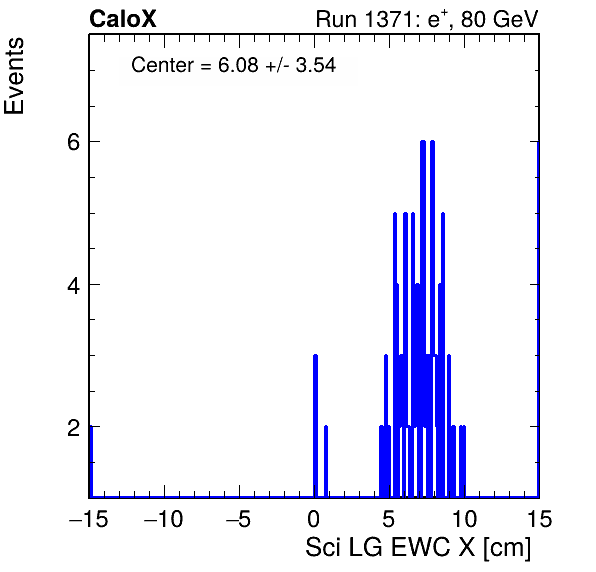 CaloX Run 1371: e⁺, 80 GeV
Center = 6.08 +/- 3.54
Events
6
4
2
−15 −10 −5 0 5 10 15
Sci LG EWC X [cm]